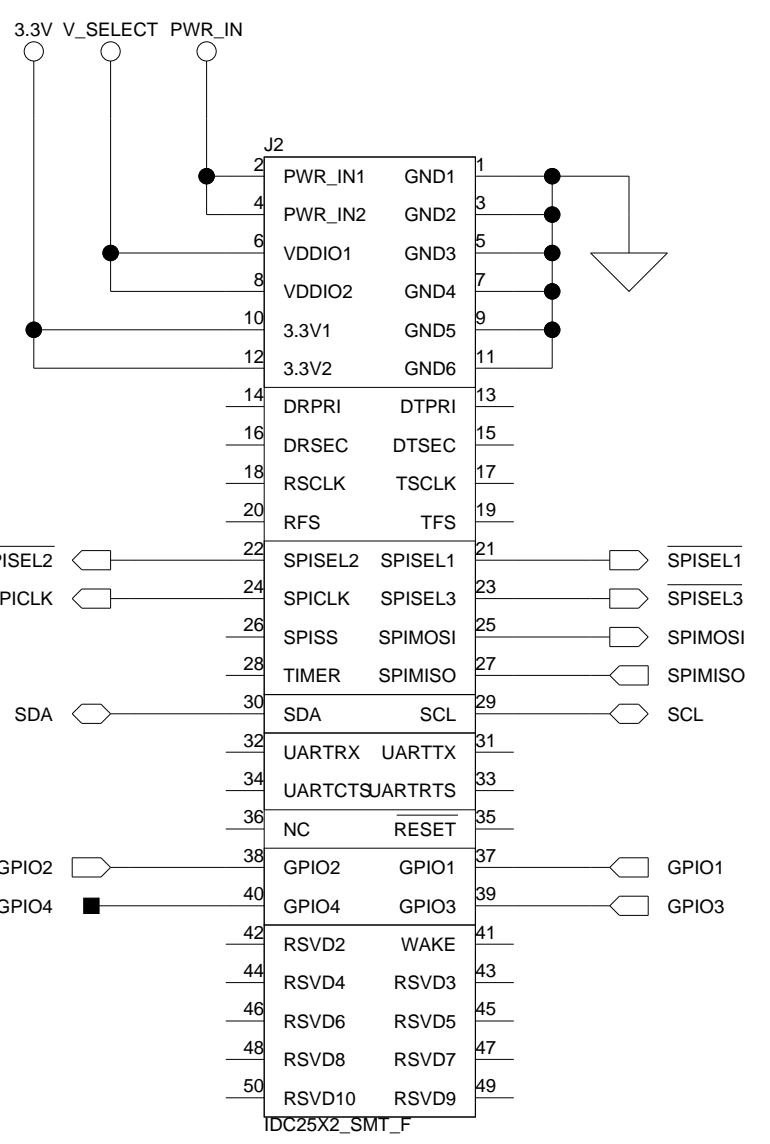 3.3V V_SELECT PWR_IN
J2
2 PWR_IN1 GND1 1
4 PWR_IN2 GND2 3
6 VDDIO1 GND3 5
8 VDDIO2 GND4 7
10 3.3V1 GND5 9
12 3.3V2 GND6 11
14 DRPRI DTPRI 13
16 DRSEC DTSEC 15
18 RSCLK TSCLK 17
20 RFS TFS 19
PISEL2 22 SPISEL2 SPISEL1 21 SPISEL1
PICLK 24 SPICLK SPISEL3 23 SPISEL3
26 SPISS SPIMOSI 25 SPIMOSI
28 TIMER SPIMISO 27 SPIMISO
SDA 30 SDA SCL 29 SCL
32 UARTRX UARTTX 31
34 UARTCTS UARTRTS 33
36 NC RESET 35
GPIO2 38 GPIO2 GPIO1 37 GPIO1
GPIO4 40 GPIO4 GPIO3 39 GPIO3
42 RSVD2 WAKE 41
44 RSVD4 RSVD3 43
46 RSVD6 RSVD5 45
48 RSVD8 RSVD7 47
50 RSVD10 RSVD9 49
IDC25X2_SMT_F